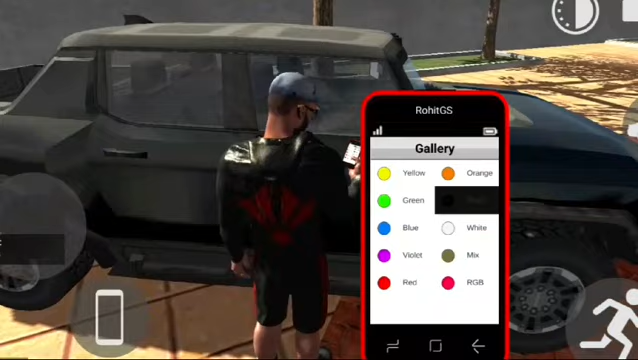 RohitGS
Gallery
Yellow
Orange
Green
Blue
White
Violet
Mix
Red
RGB